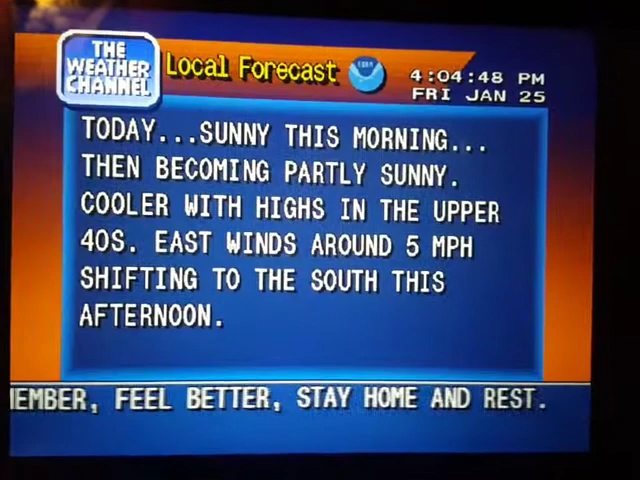 THE
WEATHER
CHANNEL
Local Forecast
4:04:48 PM
FRI JAN 25
TODAY...SUNNY THIS MORNING...
THEN BECOMING PARTLY SUNNY.
COOLER WITH HIGHS IN THE UPPER
40S. EAST WINDS AROUND 5 MPH
SHIFTING TO THE SOUTH THIS
AFTERNOON.
EMBER, FEEL BETTER, STAY HOME AND REST.